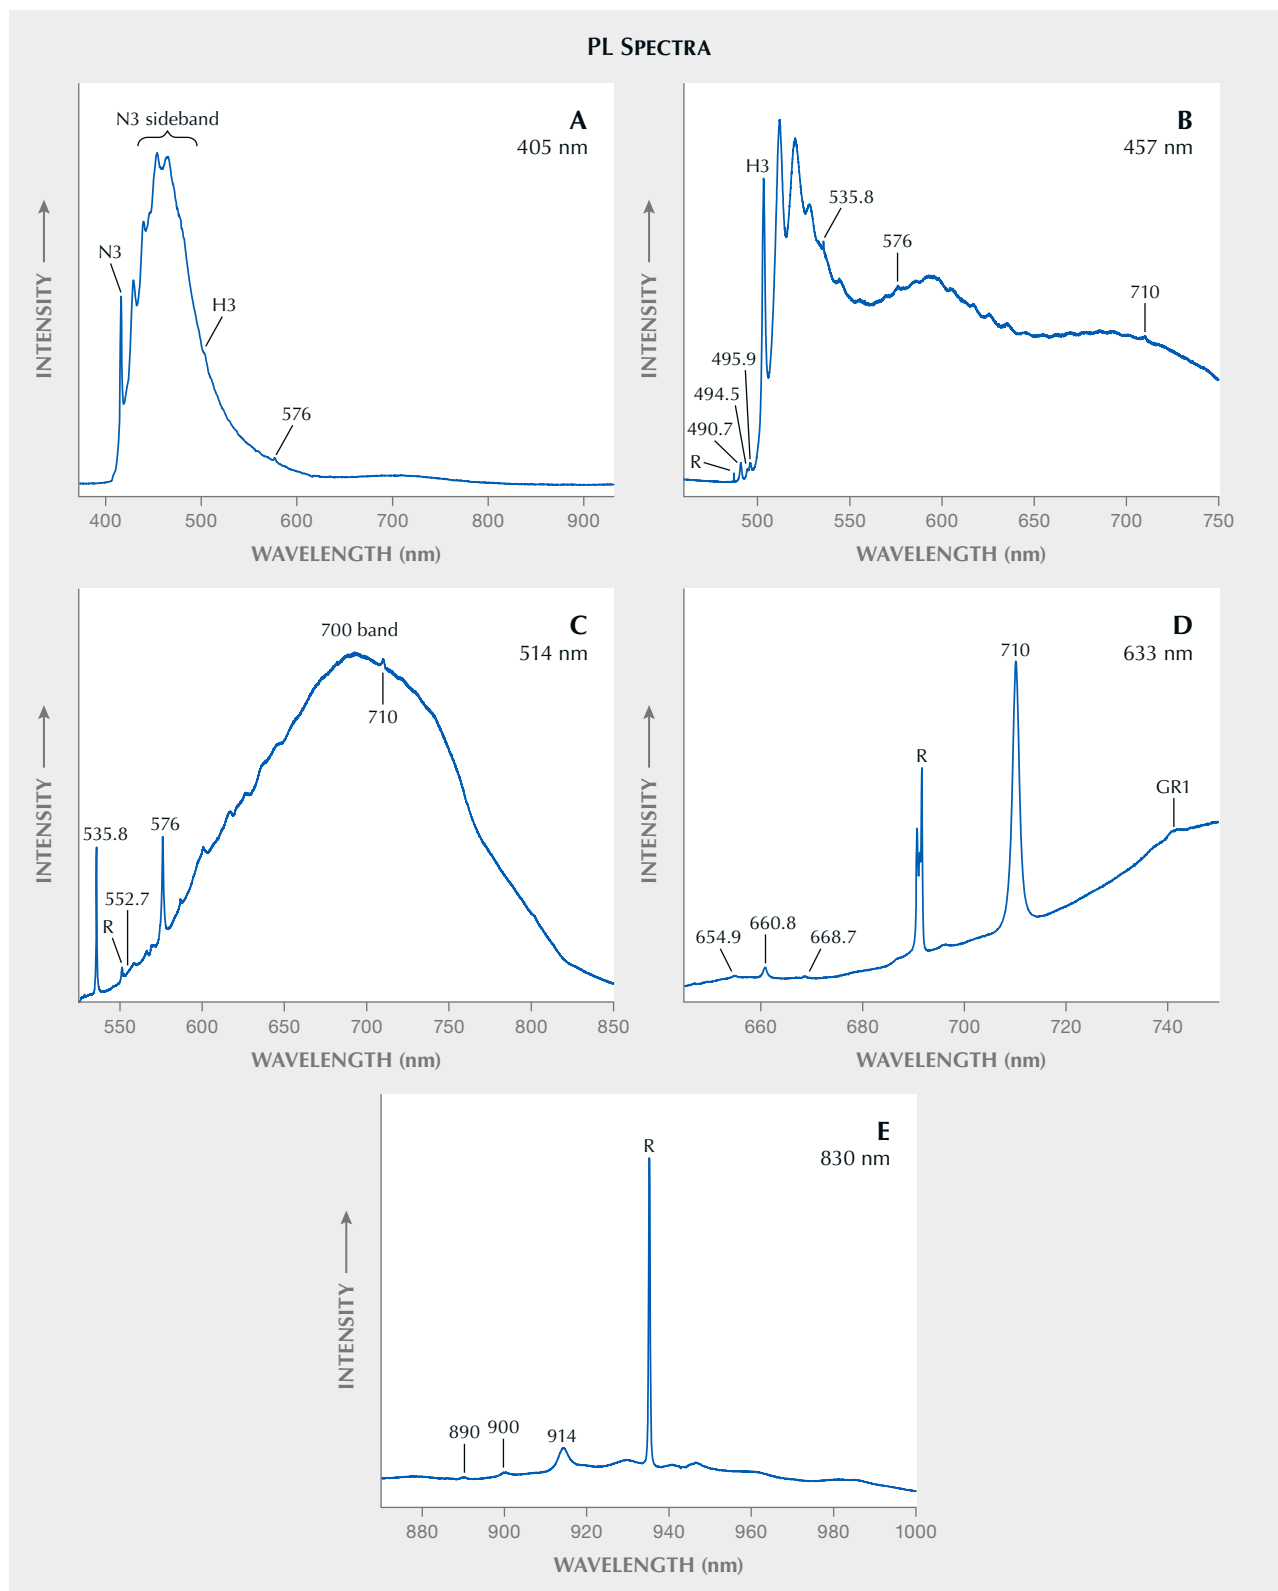 PL SPECTRA
N3 sideband
A
405 nm
N3
H3
576
INTENSITY
400 500 600 700 800 900
WAVELENGTH (nm)
B
457 nm
H3
535.8
576
710
495.9
494.5
490.7
R
INTENSITY
500 550 600 650 700 750
WAVELENGTH (nm)
700 band
C
514 nm
710
535.8
576
552.7
R
INTENSITY
550 600 650 700 750 800 850
WAVELENGTH (nm)
D
633 nm
710
R
GR1
654.9
660.8
668.7
INTENSITY
660 680 700 720 740
WAVELENGTH (nm)
E
830 nm
R
890
900
914
INTENSITY
880 900 920 940 960 980 1000
WAVELENGTH (nm)